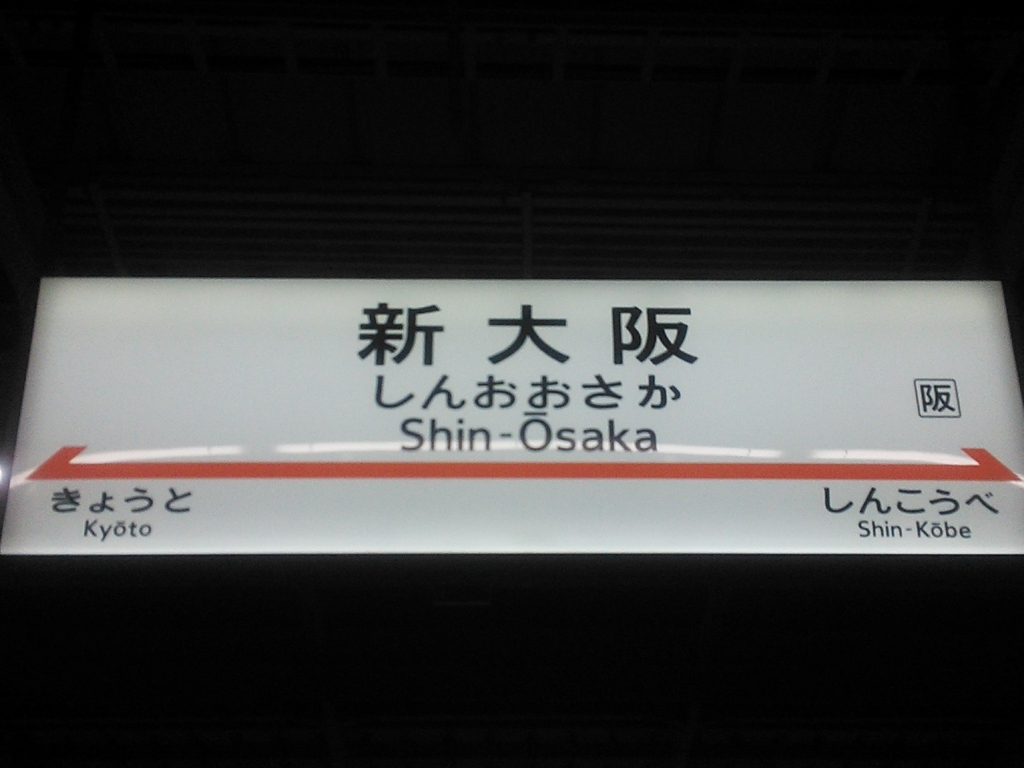 新大阪
しんおおさか
Shin-Ōsaka
阪
きょうと
Kyōto
しんこうべ
Shin-Kōbe